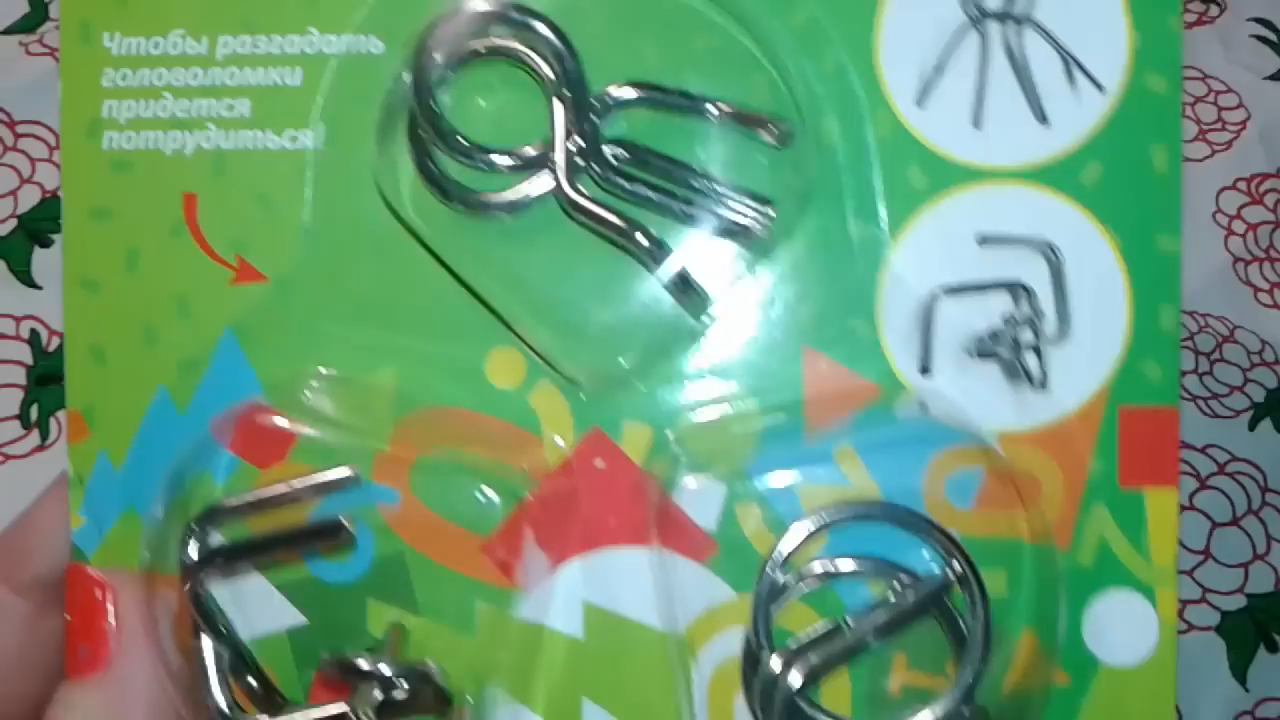 Чтобы разгадать
головоломки
придется
потрудиться!